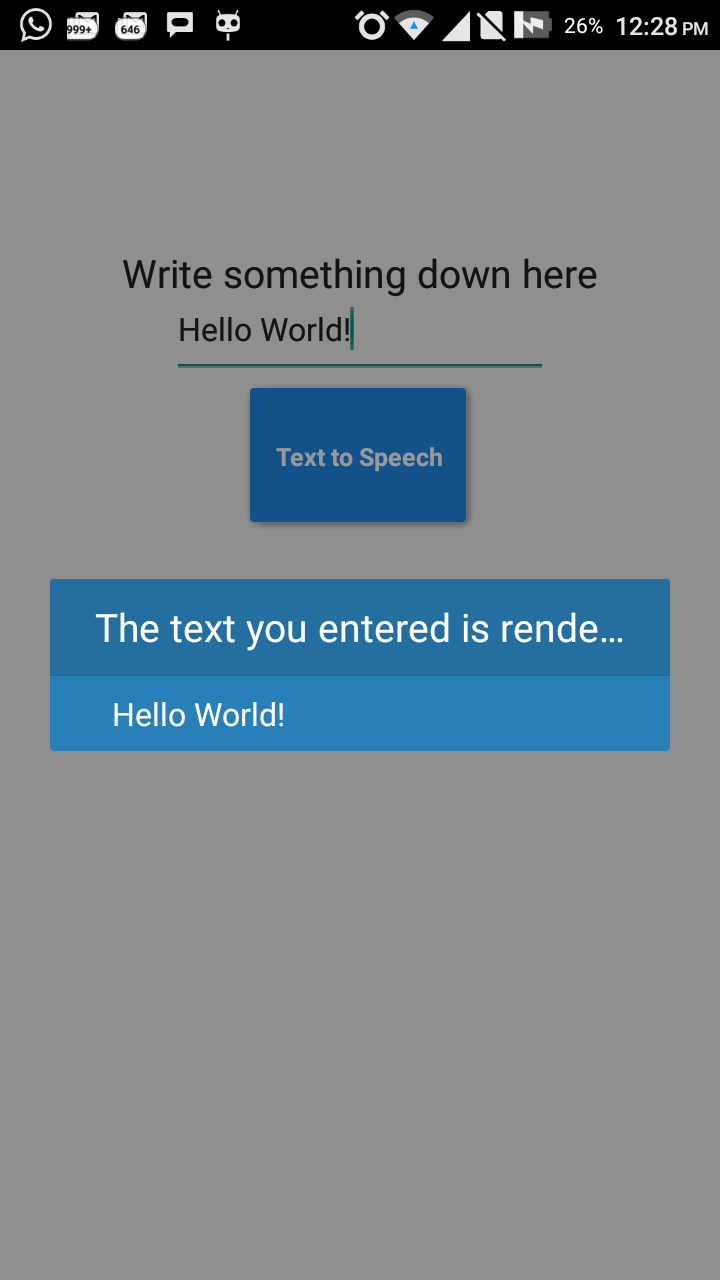 999+ 646 26% 12:28 PM
Write something down here
Hello World!
Text to Speech
The text you entered is rende...
Hello World!